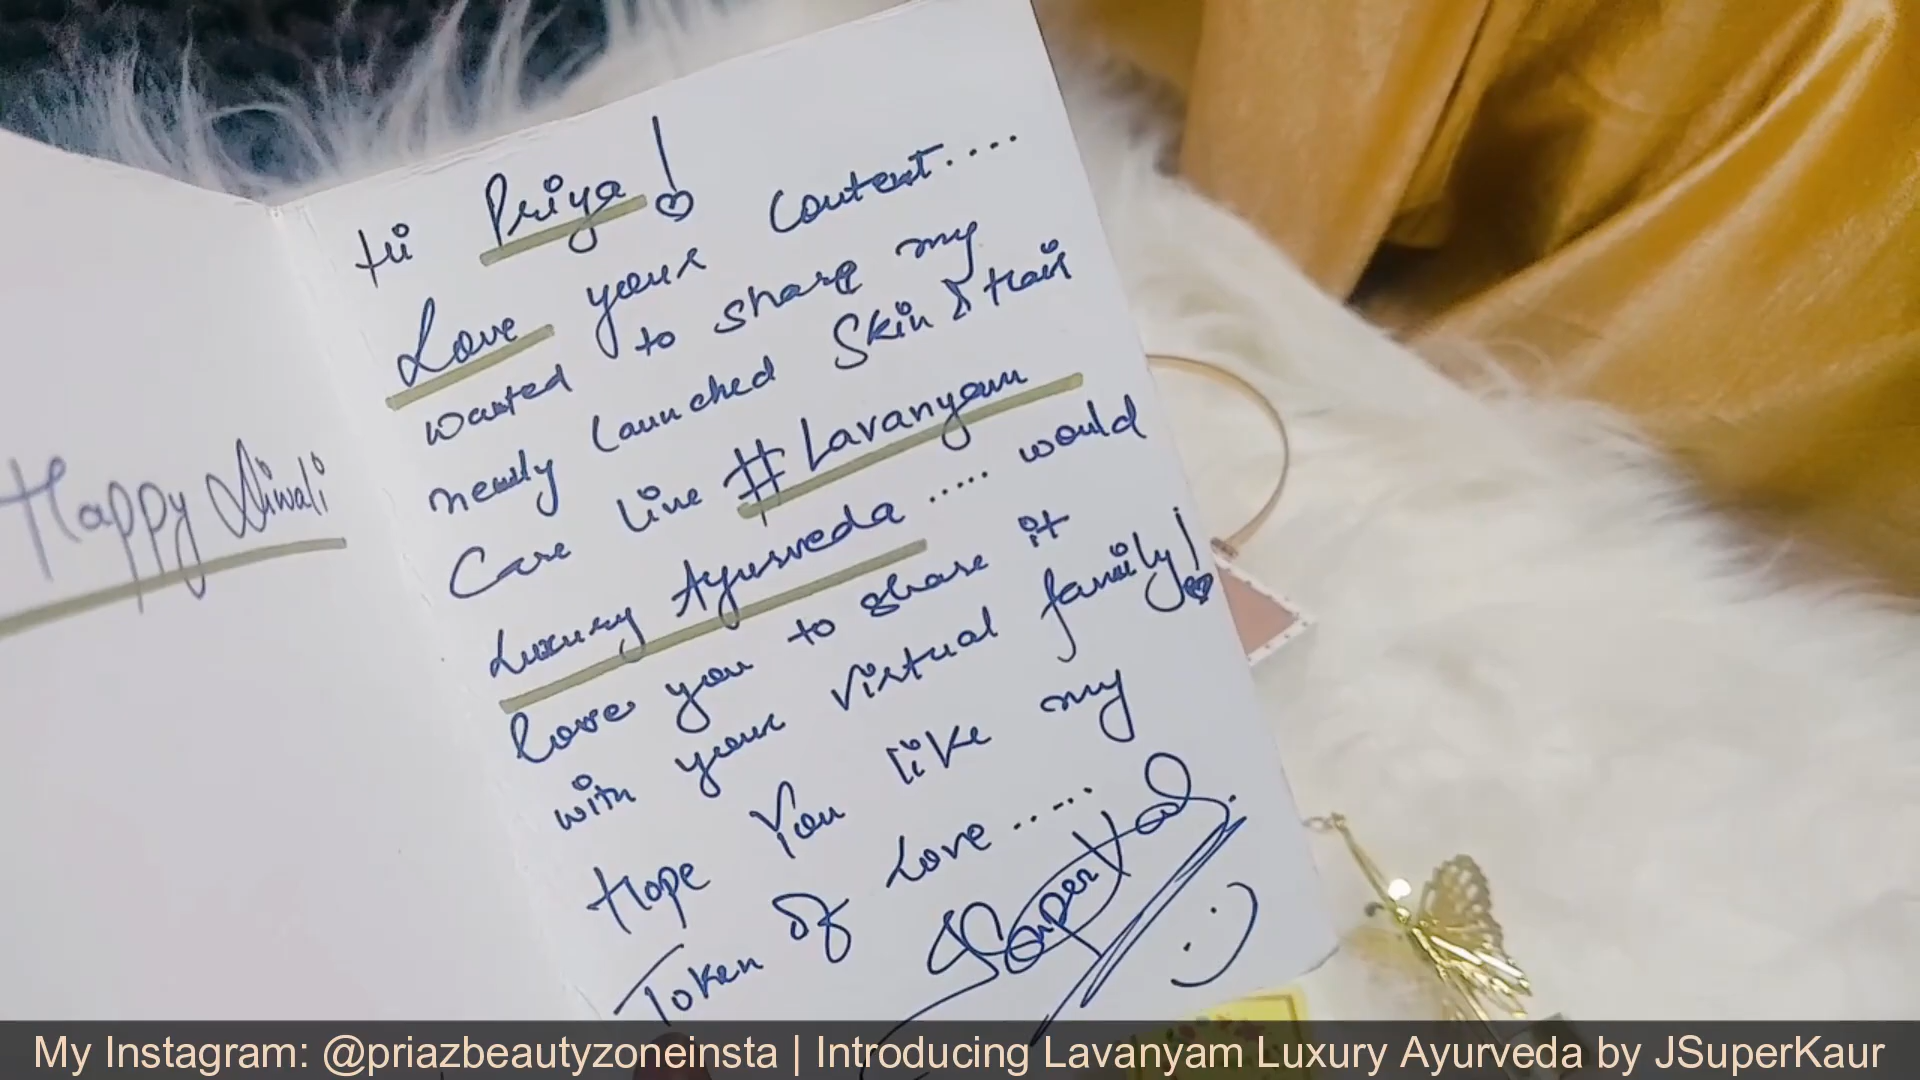 Happy Diwali
Hi Priya!
Love your content....
wanted to share my
newly launched Skin & Hair
Care line #Lavanyam
Luxury Ayurveda ..... would
love you to share it
with your virtual family!
Hope You like my
Token of Love .....
JSuperKaur
:)
My Instagram: @priazbeautyzoneinsta | Introducing Lavanyam Luxury Ayurveda by JSuperKaur